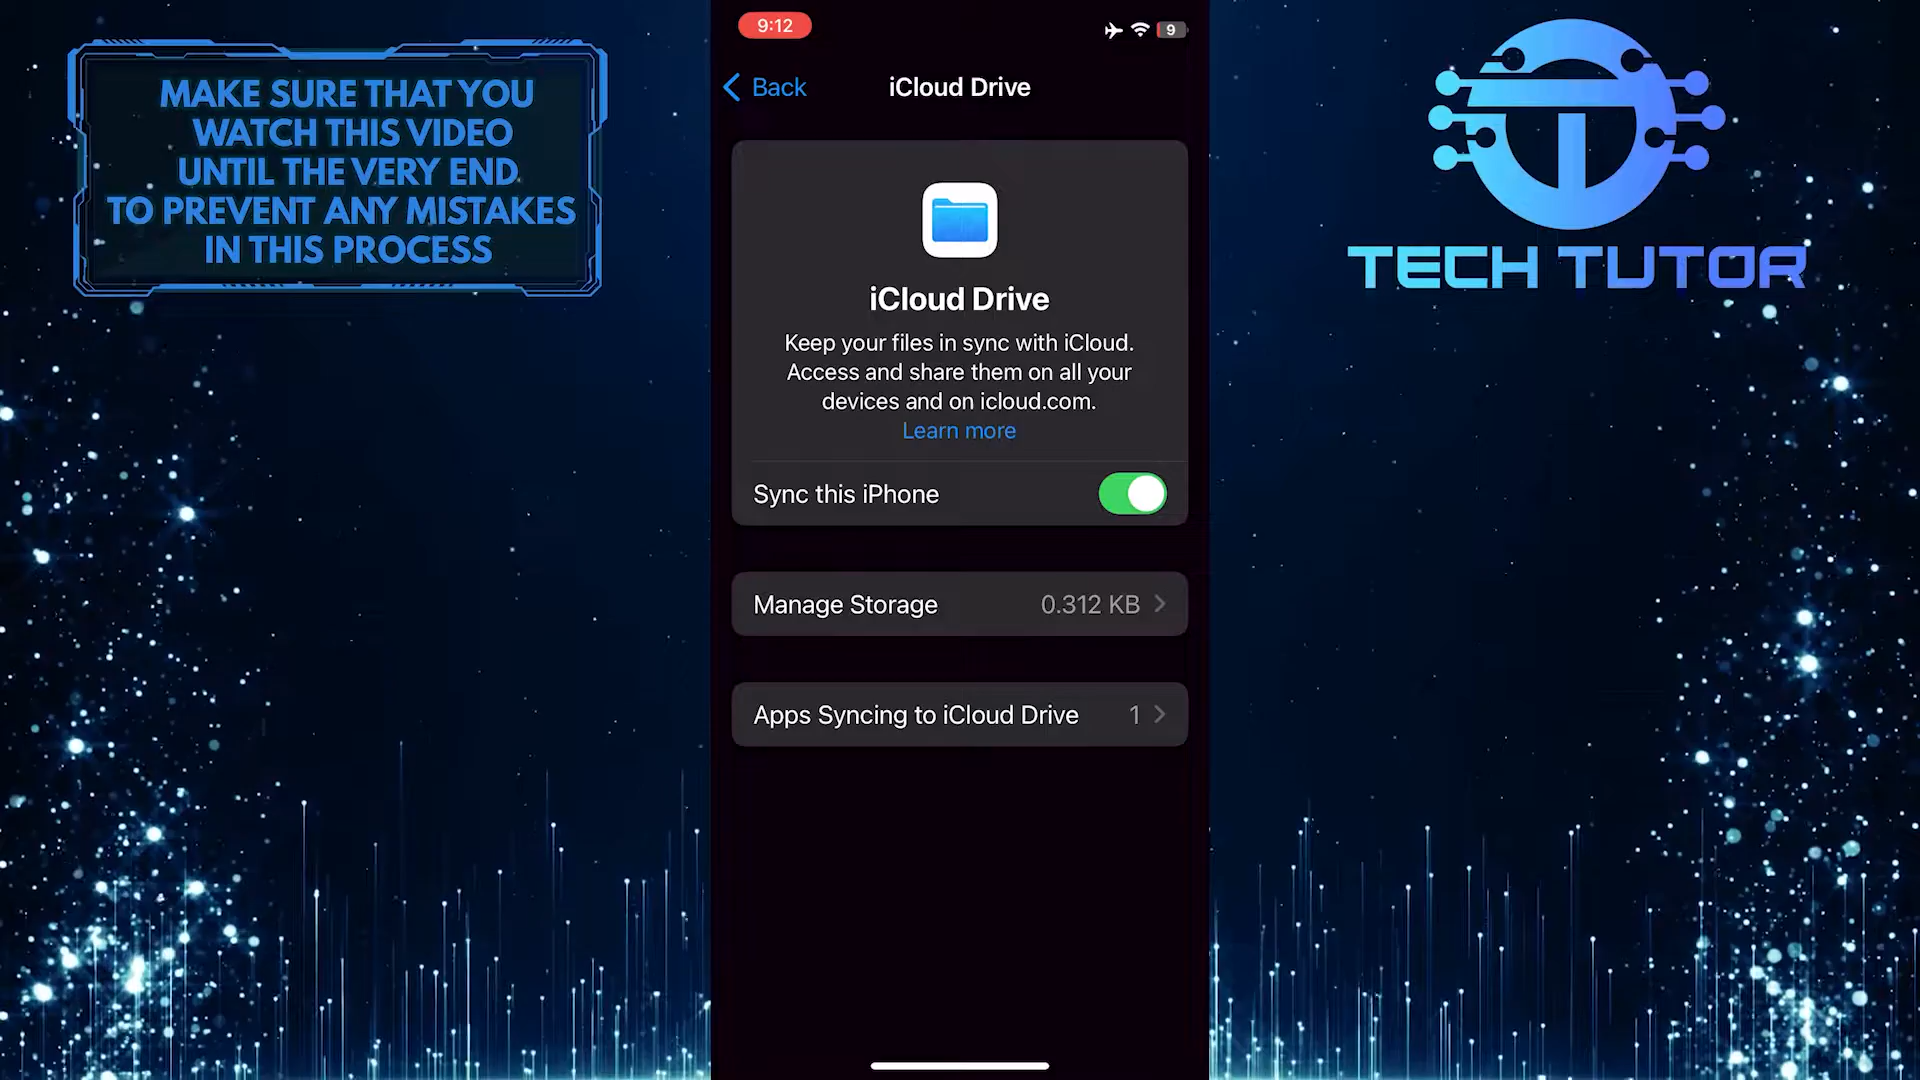 MAKE SURE THAT YOU
WATCH THIS VIDEO
UNTIL THE VERY END
TO PREVENT ANY MISTAKES
IN THIS PROCESS
9:12
9
Back
iCloud Drive
iCloud Drive
Keep your files in sync with iCloud.
Access and share them on all your
devices and on icloud.com.
Learn more
Sync this iPhone
Manage Storage 0.312 KB
Apps Syncing to iCloud Drive 1
TECH TUTOR